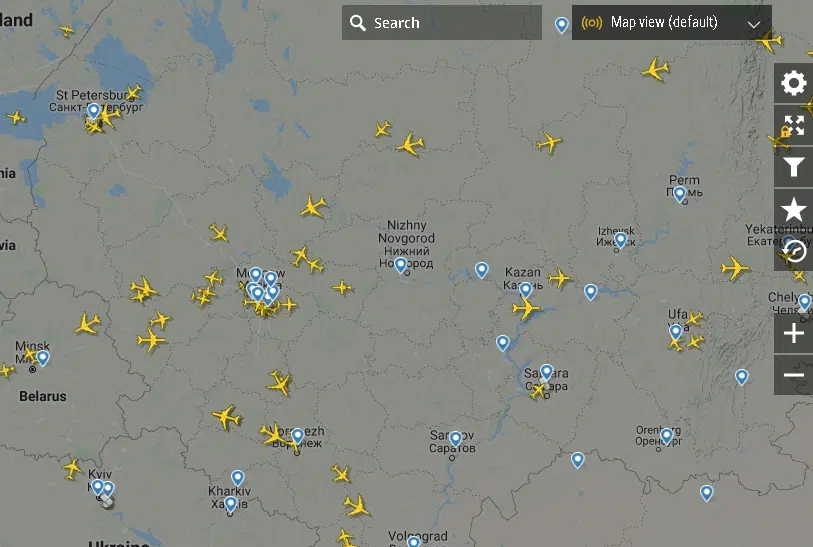 land
Search
Map view (default)
St Petersburg
Санкт-Петербург
nia
Perm
Пермь
via
Nizhny
Novgorod
Нижний
Новгород
Izhevsk
Ижевск
Yekaterinbu
Екатеринб
Moscow
Kazan
Казань
Chely
Челя
Ufa
Minsk
Belarus
Samara
Самара
Voronezh
Воронеж
Saratov
Саратов
Orenburg
Оренбург
Kyiv
Kharkiv
Харків
Volgograd
Ukraine